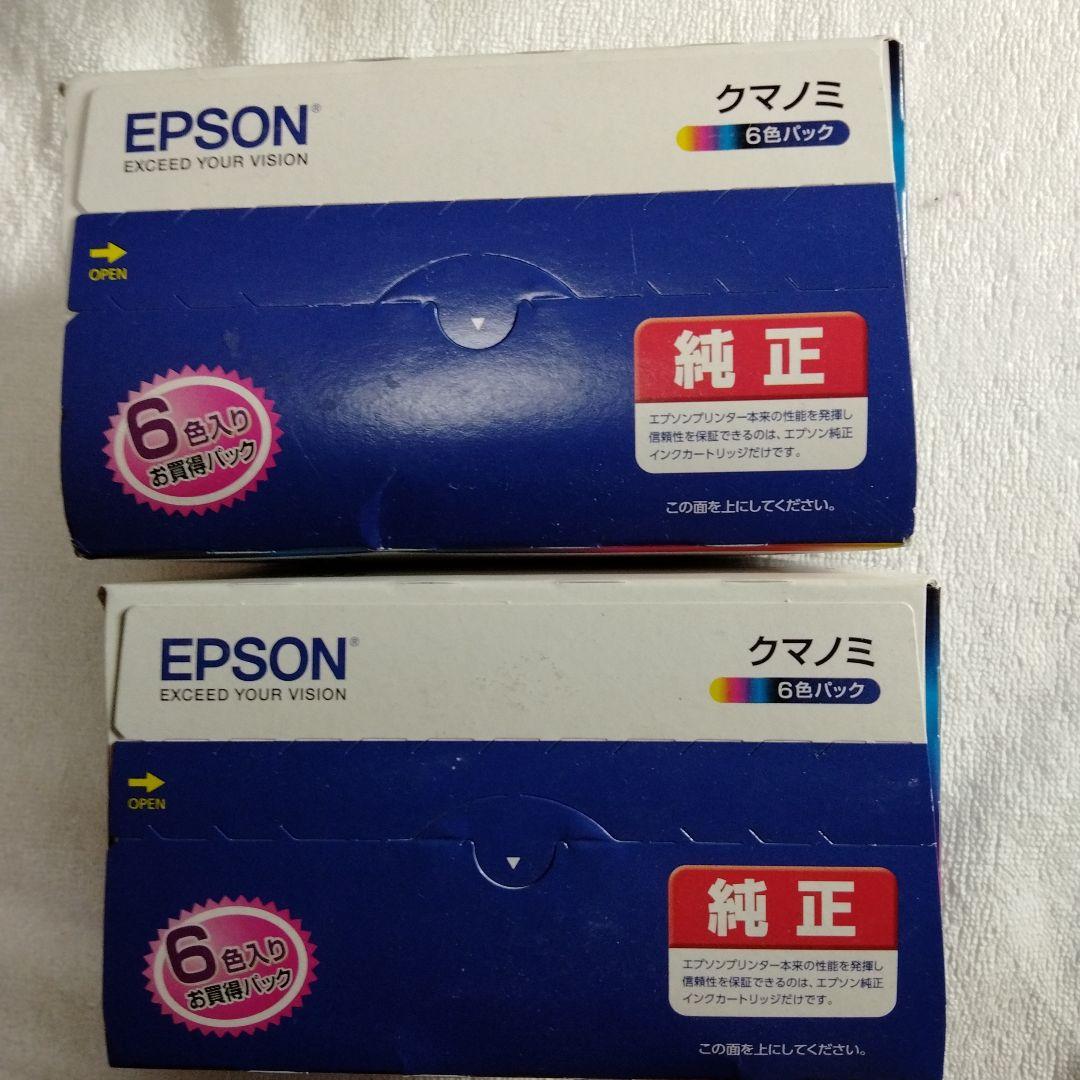 EPSON®
EXCEED YOUR VISION
クマノミ
6色パック
OPEN
純正
エプソンプリンター本来の性能を発揮し
信頼性を保証できるのは、エプソン純正
インクカートリッジだけです。
6色入り
お買得パック
この面を上にしてください。
EPSON®
EXCEED YOUR VISION
クマノミ
6色パック
OPEN
純正
エプソンプリンター本来の性能を発揮し
信頼性を保証できるのは、エプソン純正
インクカートリッジだけです。
6色入り
お買得パック
この面を上にしてください。